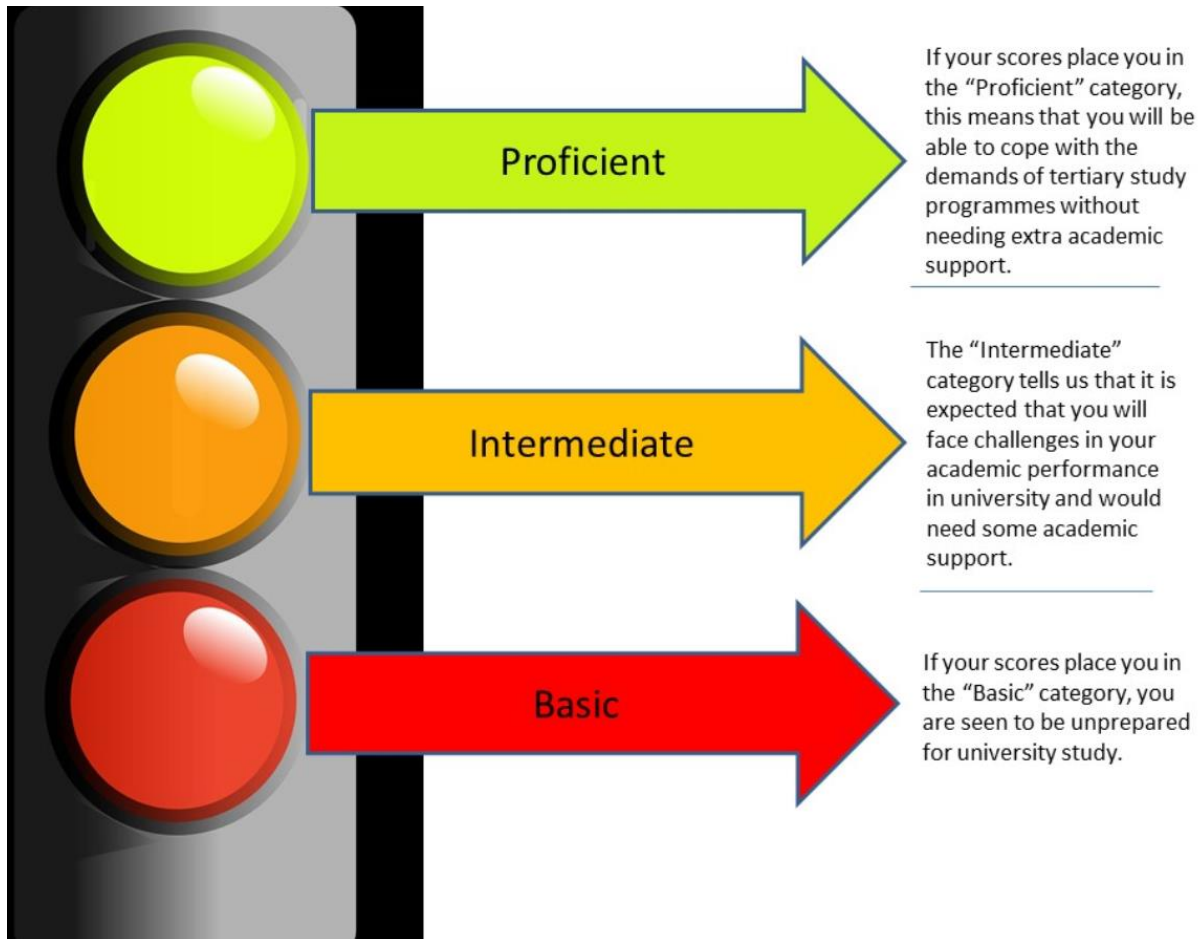 Proficient
If your scores place you in
the “Proficient” category,
this means that you will be
able to cope with the
demands of tertiary study
programmes without
needing extra academic
support.
Intermediate
The “Intermediate”
category tells us that it is
expected that you will
face challenges in your
academic performance
in university and would
need some academic
support.
Basic
If your scores place you in
the “Basic” category, you
are seen to be unprepared
for university study.